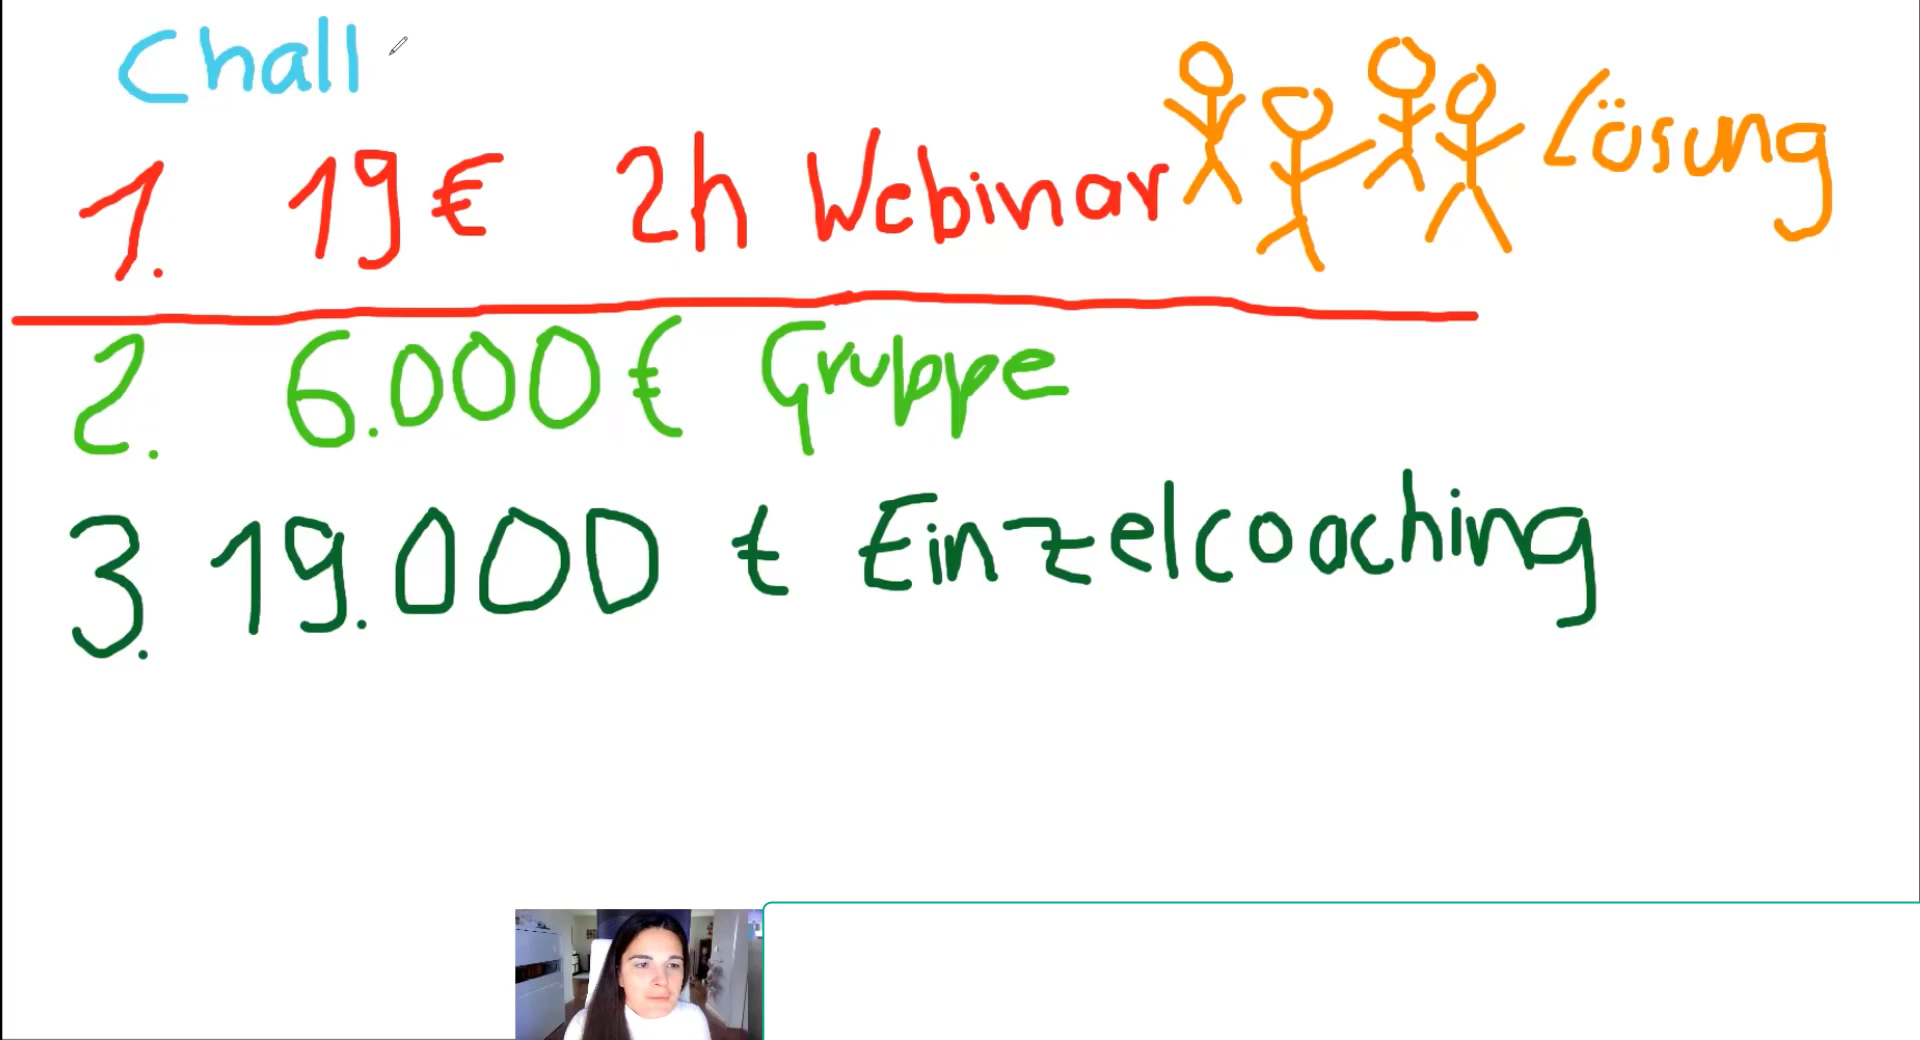 Chall
1. 19€ 2h Webinar Lösung
2. 6.000€ Gruppe
3. 19.000 € Einzelcoaching